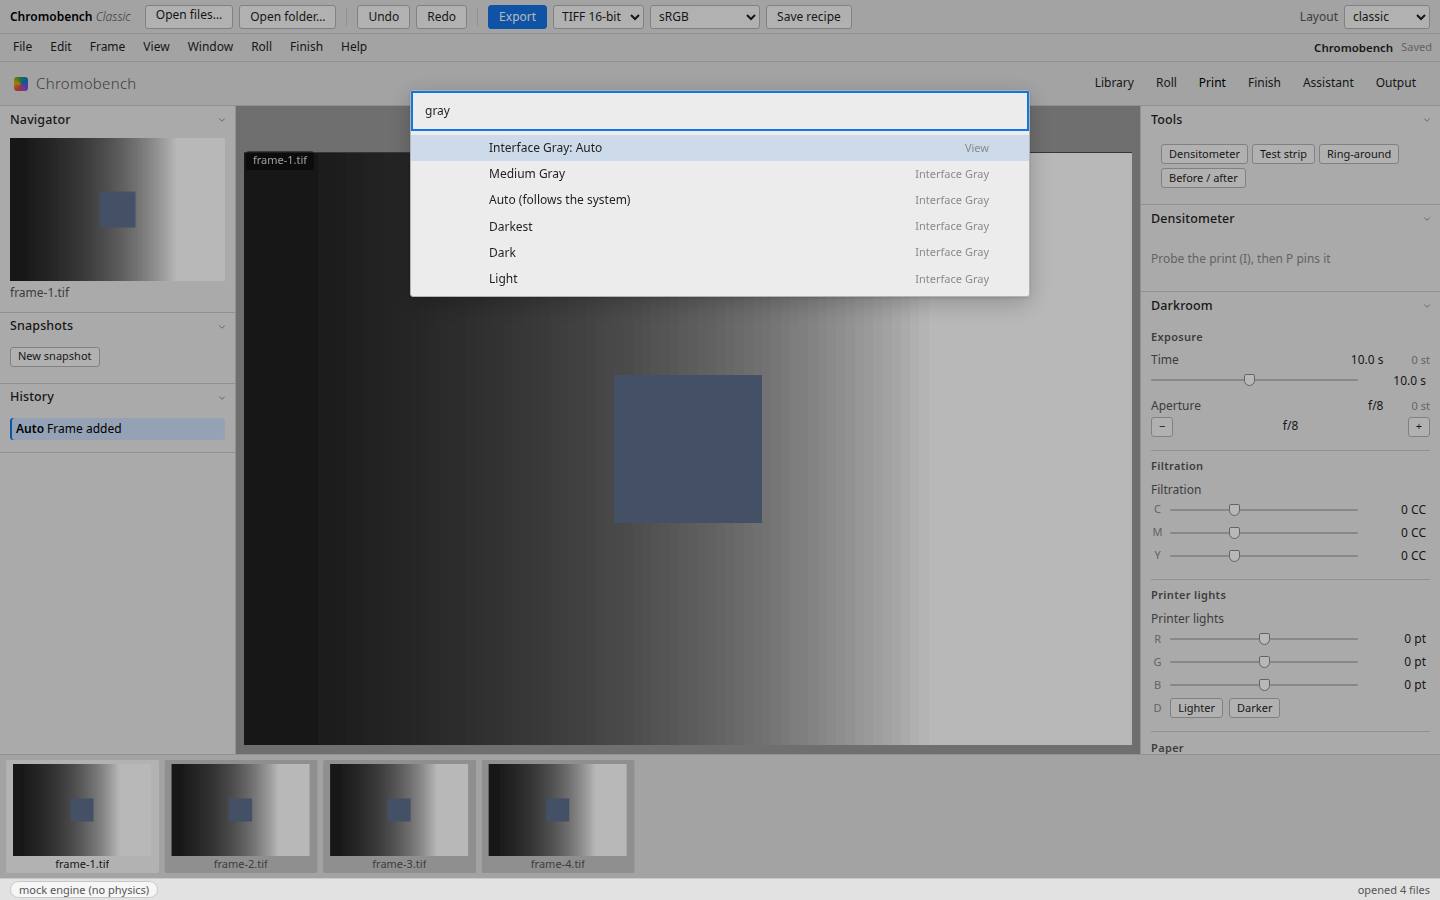 Chromobench Classic Open files... Open folder... Undo Redo Export TIFF 16-bit sRGB Save recipe Layout classic
File Edit Frame View Window Roll Finish Help Chromobench Saved
Chromobench Library Roll Print Finish Assistant Output
gray
Interface Gray: Auto View
Medium Gray Interface Gray
Auto (follows the system) Interface Gray
Darkest Interface Gray
Dark Interface Gray
Light Interface Gray
Navigator
frame-1.tif
Snapshots
New snapshot
History
Auto Frame added
frame-1.tif
Tools
Densitometer Test strip Ring-around
Before / after
Densitometer
Probe the print (I), then P pins it
Darkroom
Exposure
Time 10.0 s 0 st
10.0 s
Aperture f/8 0 st
− f/8 +
Filtration
Filtration
C 0 CC
M 0 CC
Y 0 CC
Printer lights
Printer lights
R 0 pt
G 0 pt
B 0 pt
D Lighter Darker
Paper
frame-1.tif frame-2.tif frame-3.tif frame-4.tif
mock engine (no physics) opened 4 files